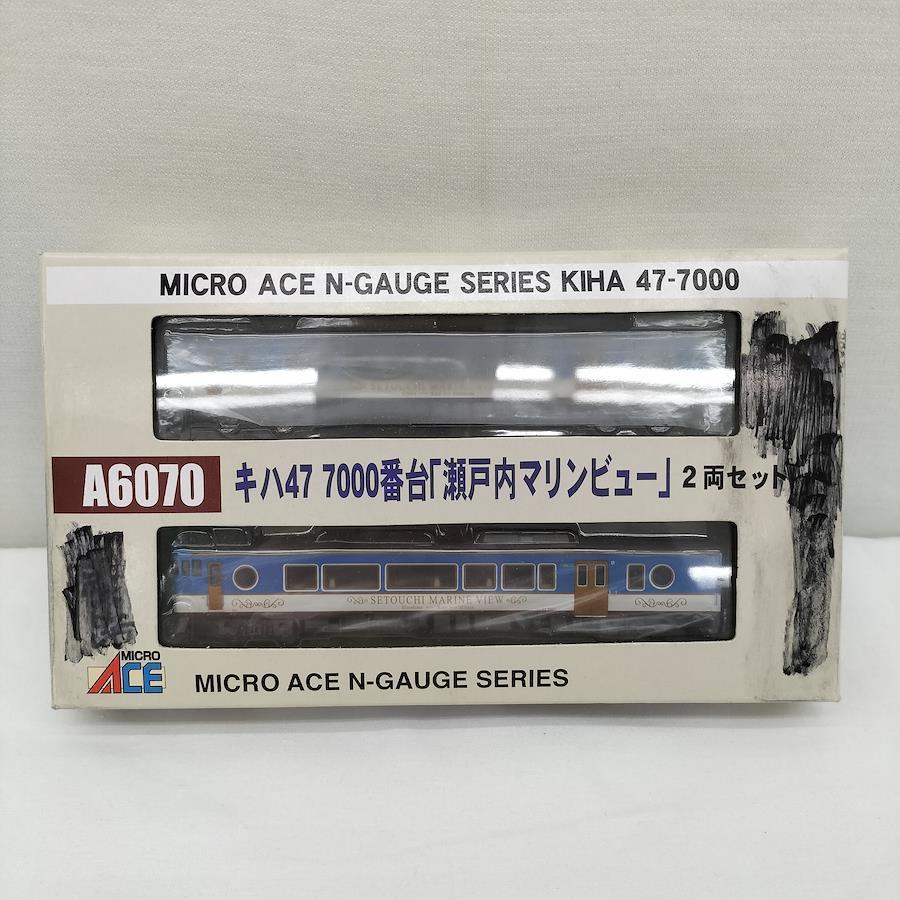 MICRO ACE N-GAUGE SERIES KIHA 47-7000
A6070
キハ47 7000番台「瀬戸内マリンビュー」2両セット
SETOUCHI MARINE VIEW
MICRO
ACE
MICRO ACE N-GAUGE SERIES